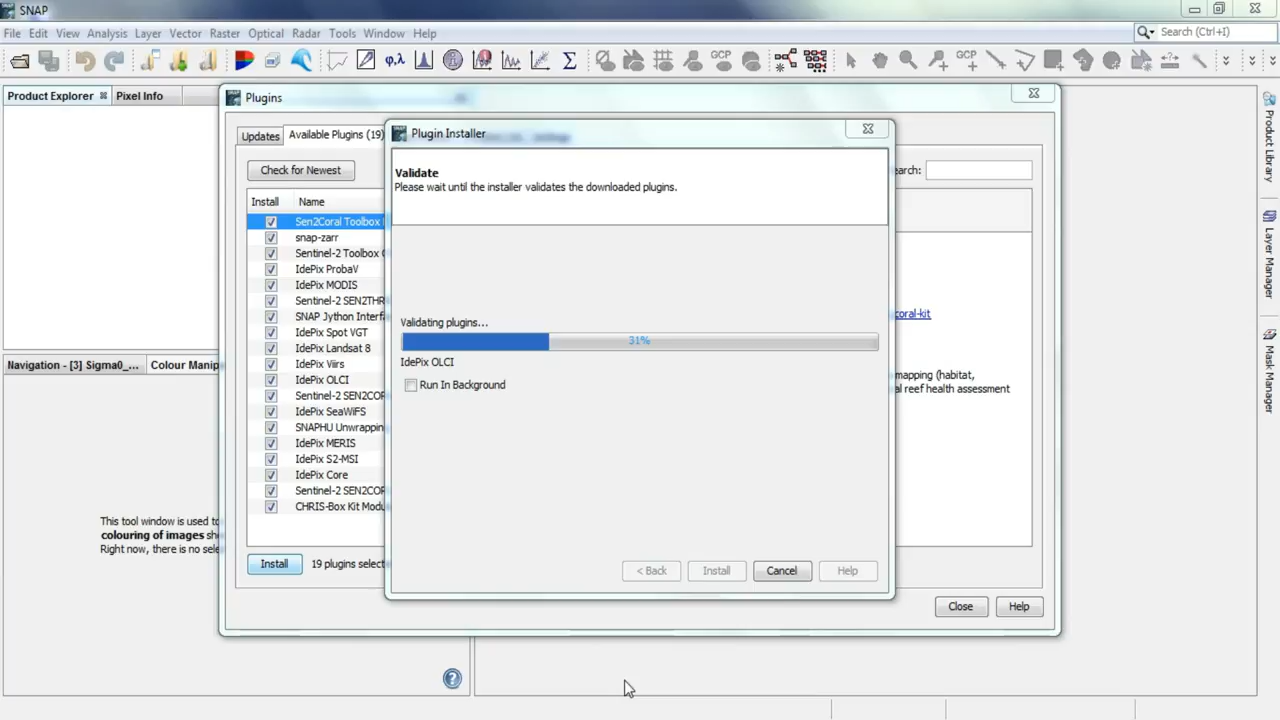 SNAP
File Edit View Analysis Layer Vector Raster Optical Radar Tools Window Help
Search (Ctrl+I)
φ,λ
GCP
GCP
Σ
Product Explorer
Pixel Info
Plugins
Updates
Available Plugins (19)
Check for Newest
earch:
Install Name
Sen2Coral Toolbox
snap-zarr
Sentinel-2 Toolbox
IdePix ProbaV
IdePix MODIS
Sentinel-2 SEN2THR
SNAP Jython Interf
IdePix Spot VGT
IdePix Landsat 8
IdePix Viirs
IdePix OLCI
Sentinel-2 SEN2COR
IdePix SeaWiFS
SNAPHU Unwrapping
IdePix MERIS
IdePix S2-MSI
IdePix Core
Sentinel-2 SEN2COR
CHRIS-Box Kit Modu
Install
19 plugins select
coral-kit
mapping (habitat,
al reef health assessment
Close
Help
Plugin Installer
Validate
Please wait until the installer validates the downloaded plugins.
Validating plugins...
31%
IdePix OLCI
Run In Background
< Back
Install
Cancel
Help
Navigation - [3] Sigma0_...
Colour Manip
This tool window is used to
colouring of images sh
Right now, there is no sele
Product Library
Layer Manager
Mask Manager